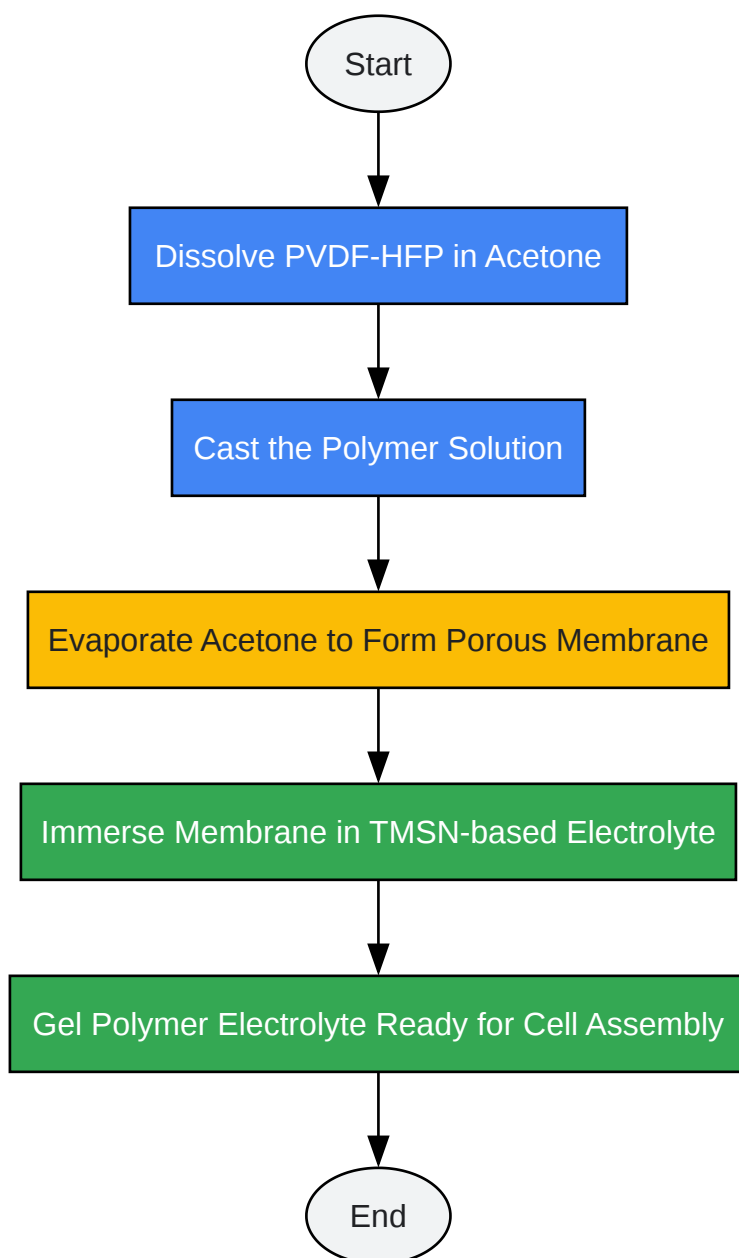 Start
Dissolve PVDF-HFP in Acetone
Cast the Polymer Solution
Evaporate Acetone to Form Porous Membrane
Immerse Membrane in TMSN-based Electrolyte
Gel Polymer Electrolyte Ready for Cell Assembly
End